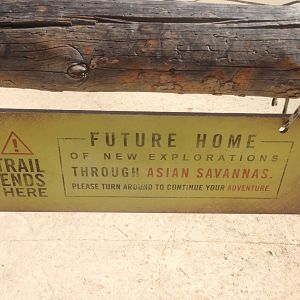 TRAIL
ENDS
HERE
FUTURE HOME
OF NEW EXPLORATIONS
THROUGH ASIAN SAVANNAS.
PLEASE TURN AROUND TO CONTINUE YOUR ADVENTURE.